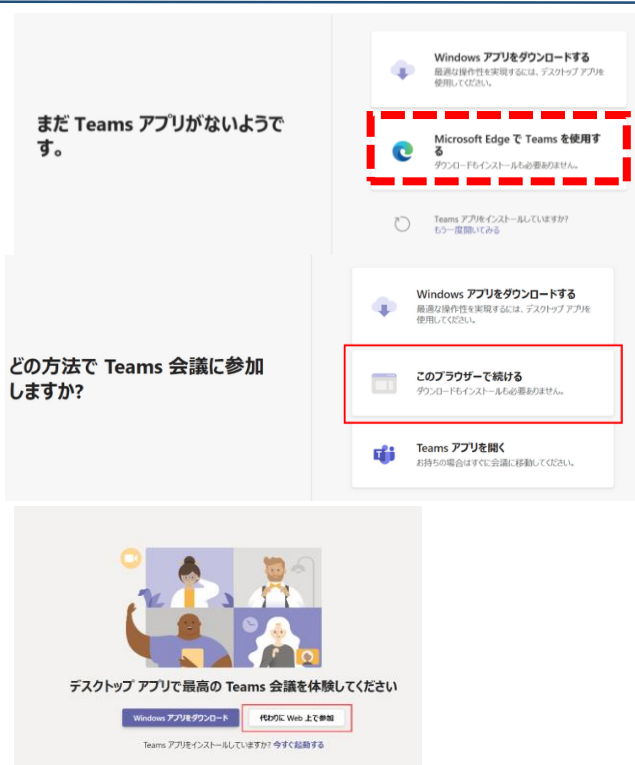 まだ Teams アプリがないようで
す。
Windows アプリをダウンロードする
最適な操作性を実現するには、デスクトップ アプリを
使用してください。
Microsoft Edge で Teams を使用す
る
ダウンロードもインストールも必要ありません。
Teams アプリをインストールしていますか?
もう一度開いてみる
どの方法で Teams 会議に参加
しますか?
Windows アプリをダウンロードする
最適な操作性を実現するには、デスクトップ アプリを
使用してください。
このブラウザーで続ける
ダウンロードもインストールも必要ありません。
Teams アプリを開く
お持ちの場合はすぐに会議に移動してください。
デスクトップ アプリで最高の Teams 会議を体験してください
Windows アプリをダウンロード
代わりに Web 上で参加
Teams アプリをインストールしていますか? 今すぐ起動する